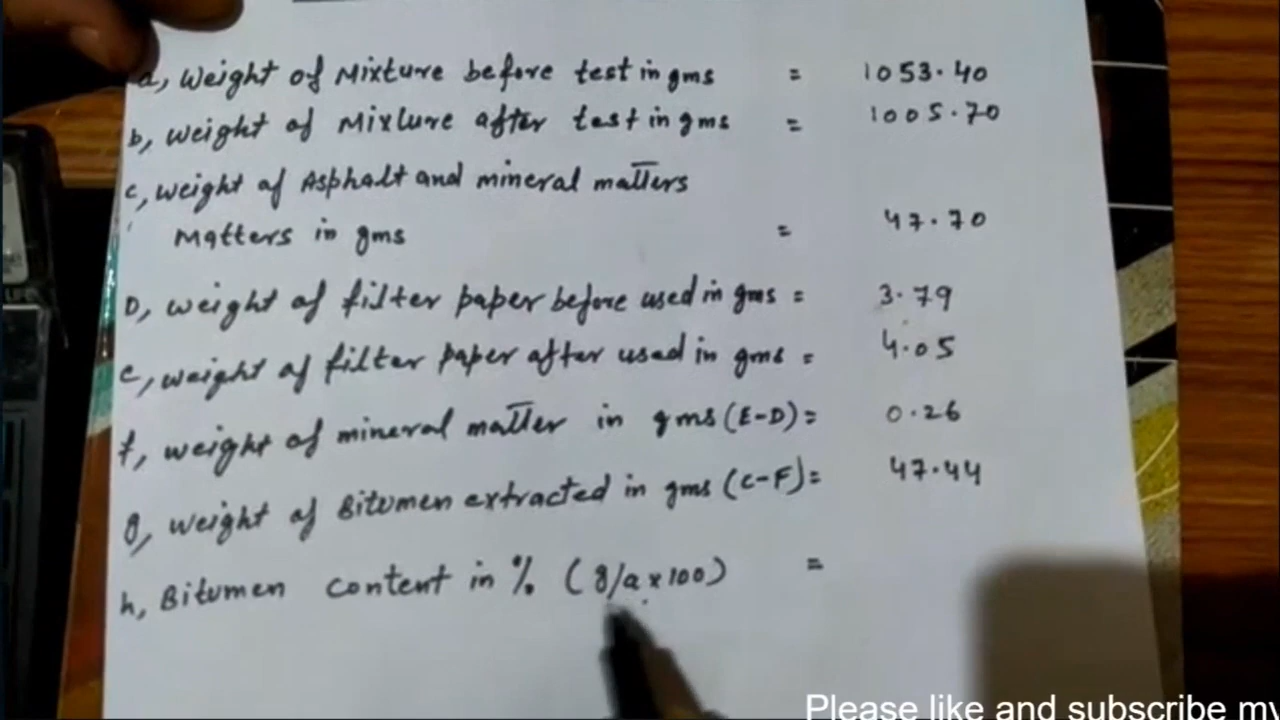 a, Weight of Mixture before test in gms = 1053.40
b, Weight of Mixture after test in gms = 1005.70
c, Weight of Asphalt and mineral matters
Matters in gms = 47.70
D, Weight of filter paper before used in gms = 3.79
e, Weight of filter paper after used in gms = 4.05
f, Weight of mineral matter in gms (E-D) = 0.26
g, Weight of Bitumen extracted in gms (C-F) = 47.44
h, Bitumen content in % (g/a x 100) =
Please like and subscribe my